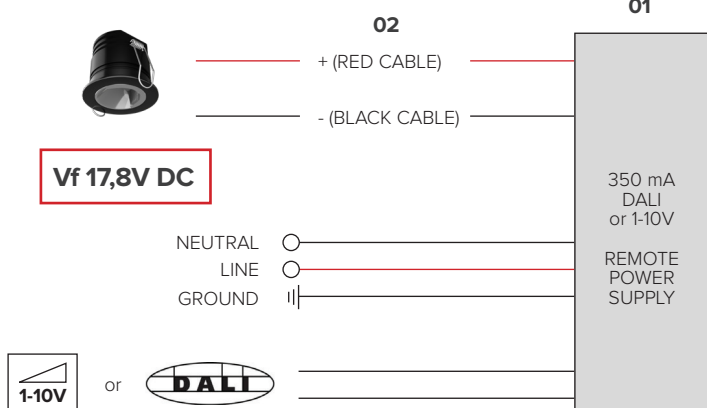 01
02
+ (RED CABLE)
- (BLACK CABLE)
Vf 17,8V DC
350 mA
DALI
or 1-10V
REMOTE
POWER
SUPPLY
NEUTRAL
LINE
GROUND
1-10V
or
DALI